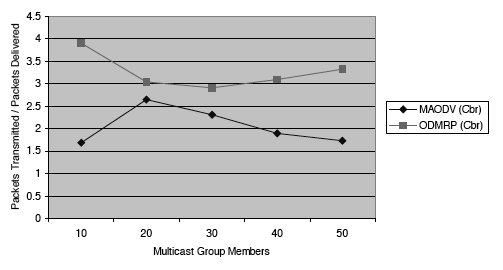 Packets Transmitted / Packets Delivered
4.5
4
3.5
3
2.5
2
1.5
1
0.5
0
10 20 30 40 50
Multicast Group Members
MAODV (Cbr)
ODMRP (Cbr)